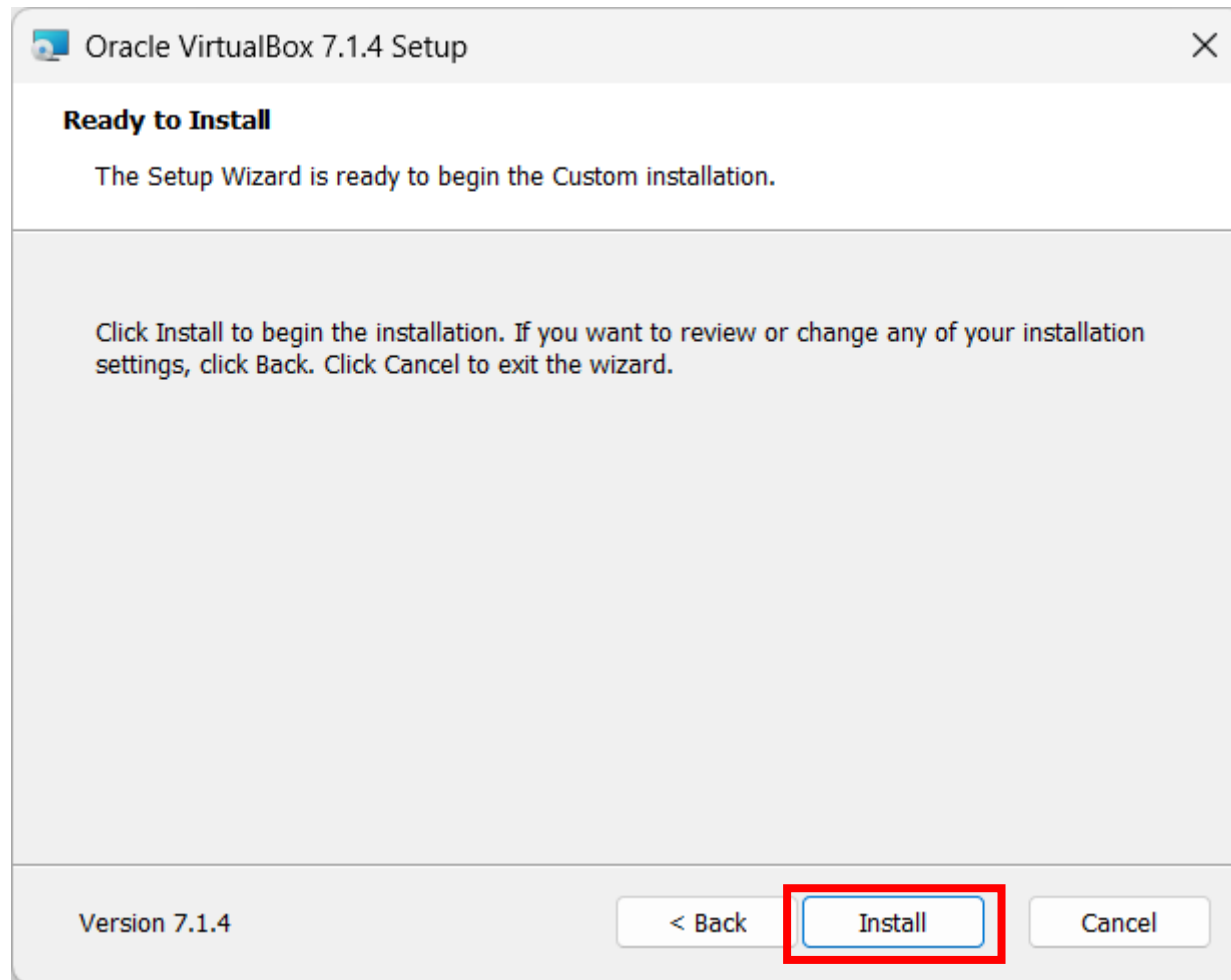 Oracle VirtualBox 7.1.4 Setup
Ready to Install
The Setup Wizard is ready to begin the Custom installation.
Click Install to begin the installation. If you want to review or change any of your installation
settings, click Back. Click Cancel to exit the wizard.
Version 7.1.4
< Back
Install
Cancel